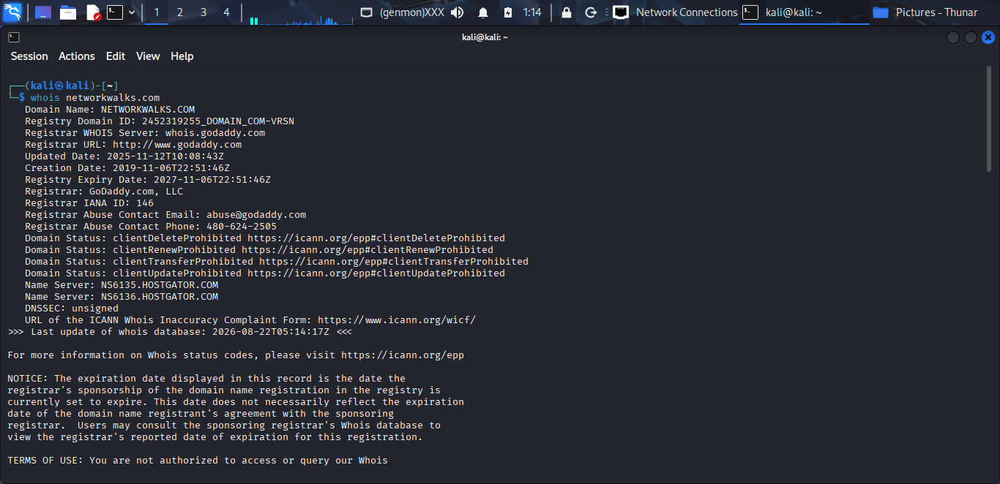 1 2 3 4 (genmon)XXX 1:14 Network Connections kali@kali: ~ Pictures - Thunar
kali@kali: ~
Session Actions Edit View Help
┌──(kali㉿kali)-[~]
└─$ whois networkwalks.com
Domain Name: NETWORKWALKS.COM
Registry Domain ID: 2452319255_DOMAIN_COM-VRSN
Registrar WHOIS Server: whois.godaddy.com
Registrar URL: http://www.godaddy.com
Updated Date: 2025-11-12T10:08:43Z
Creation Date: 2019-11-06T22:51:46Z
Registry Expiry Date: 2027-11-06T22:51:46Z
Registrar: GoDaddy.com, LLC
Registrar IANA ID: 146
Registrar Abuse Contact Email: abuse@godaddy.com
Registrar Abuse Contact Phone: 480-624-2505
Domain Status: clientDeleteProhibited https://icann.org/epp#clientDeleteProhibited
Domain Status: clientRenewProhibited https://icann.org/epp#clientRenewProhibited
Domain Status: clientTransferProhibited https://icann.org/epp#clientTransferProhibited
Domain Status: clientUpdateProhibited https://icann.org/epp#clientUpdateProhibited
Name Server: NS6135.HOSTGATOR.COM
Name Server: NS6136.HOSTGATOR.COM
DNSSEC: unsigned
URL of the ICANN Whois Inaccuracy Complaint Form: https://www.icann.org/wicf/
>>> Last update of whois database: 2026-08-22T05:14:17Z <<<
For more information on Whois status codes, please visit https://icann.org/epp
NOTICE: The expiration date displayed in this record is the date the
registrar's sponsorship of the domain name registration in the registry is
currently set to expire. This date does not necessarily reflect the expiration
date of the domain name registrant's agreement with the sponsoring
registrar.  Users may consult the sponsoring registrar's Whois database to
view the registrar's reported date of expiration for this registration.
TERMS OF USE: You are not authorized to access or query our Whois